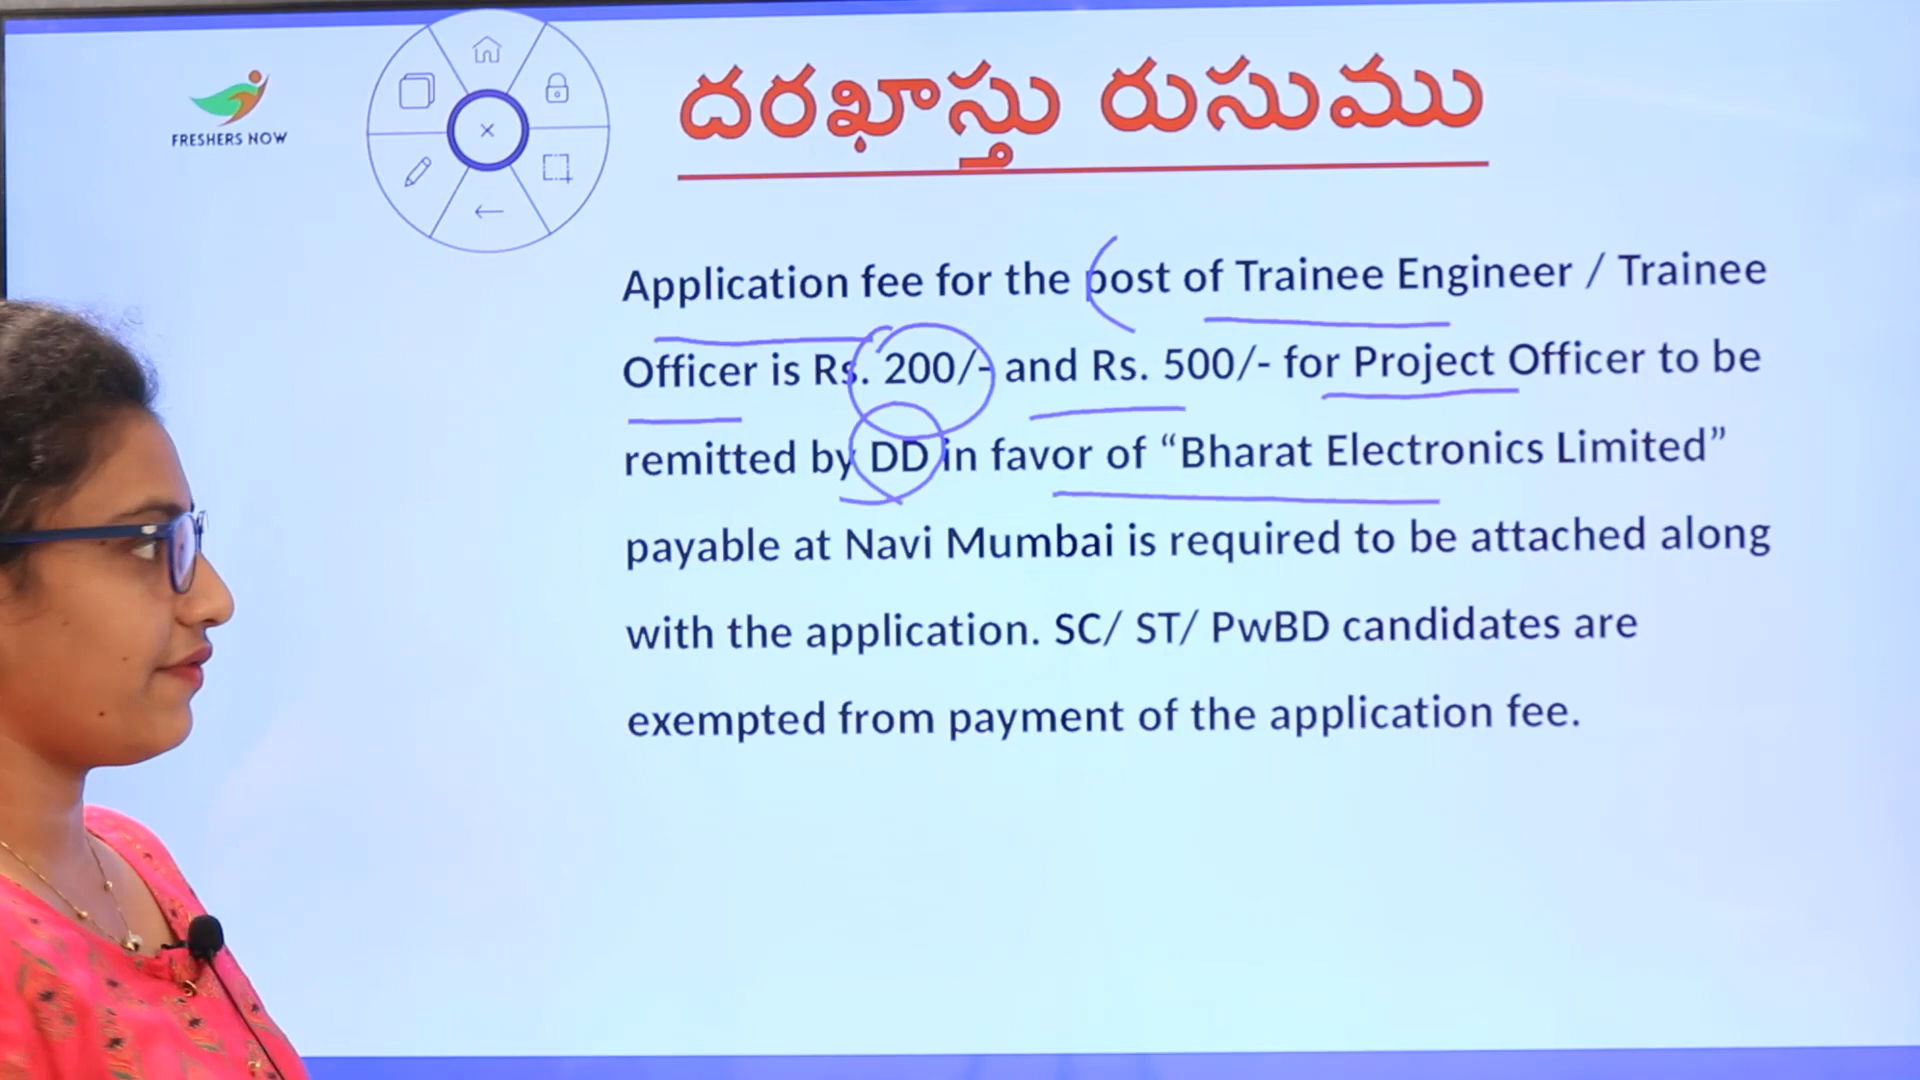 FRESHERS NOW
దరఖాస్తు రుసుము
Application fee for the post of Trainee Engineer / Trainee
Officer is Rs. 200/- and Rs. 500/- for Project Officer to be
remitted by DD in favor of “Bharat Electronics Limited”
payable at Navi Mumbai is required to be attached along
with the application. SC/ ST/ PwBD candidates are
exempted from payment of the application fee.